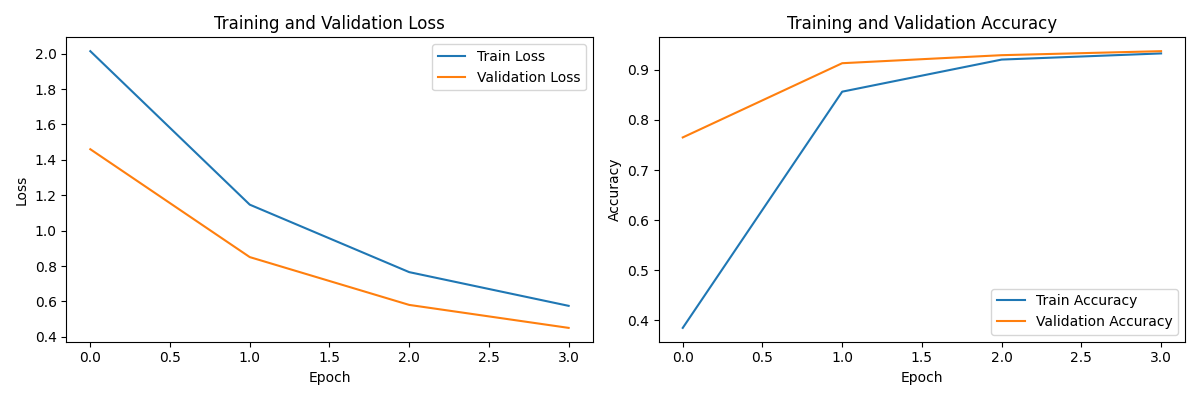 Training and Validation Loss
2.0
1.8
1.6
1.4
1.2
1.0
0.8
0.6
0.4
Loss
Train Loss
Validation Loss
0.0 0.5 1.0 1.5 2.0 2.5 3.0
Epoch
Training and Validation Accuracy
0.9
0.8
0.7
0.6
0.5
0.4
Accuracy
Train Accuracy
Validation Accuracy
0.0 0.5 1.0 1.5 2.0 2.5 3.0
Epoch